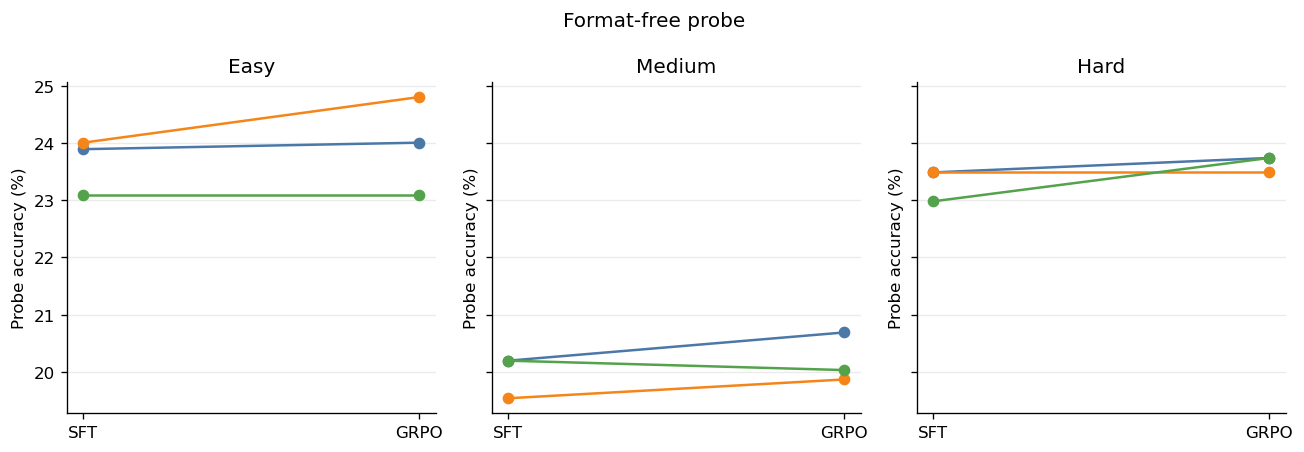 Format-free probe
Easy
Medium
Hard
Probe accuracy (%)
25
24
23
22
21
20
SFT
GRPO
Probe accuracy (%)
SFT
GRPO
Probe accuracy (%)
SFT
GRPO